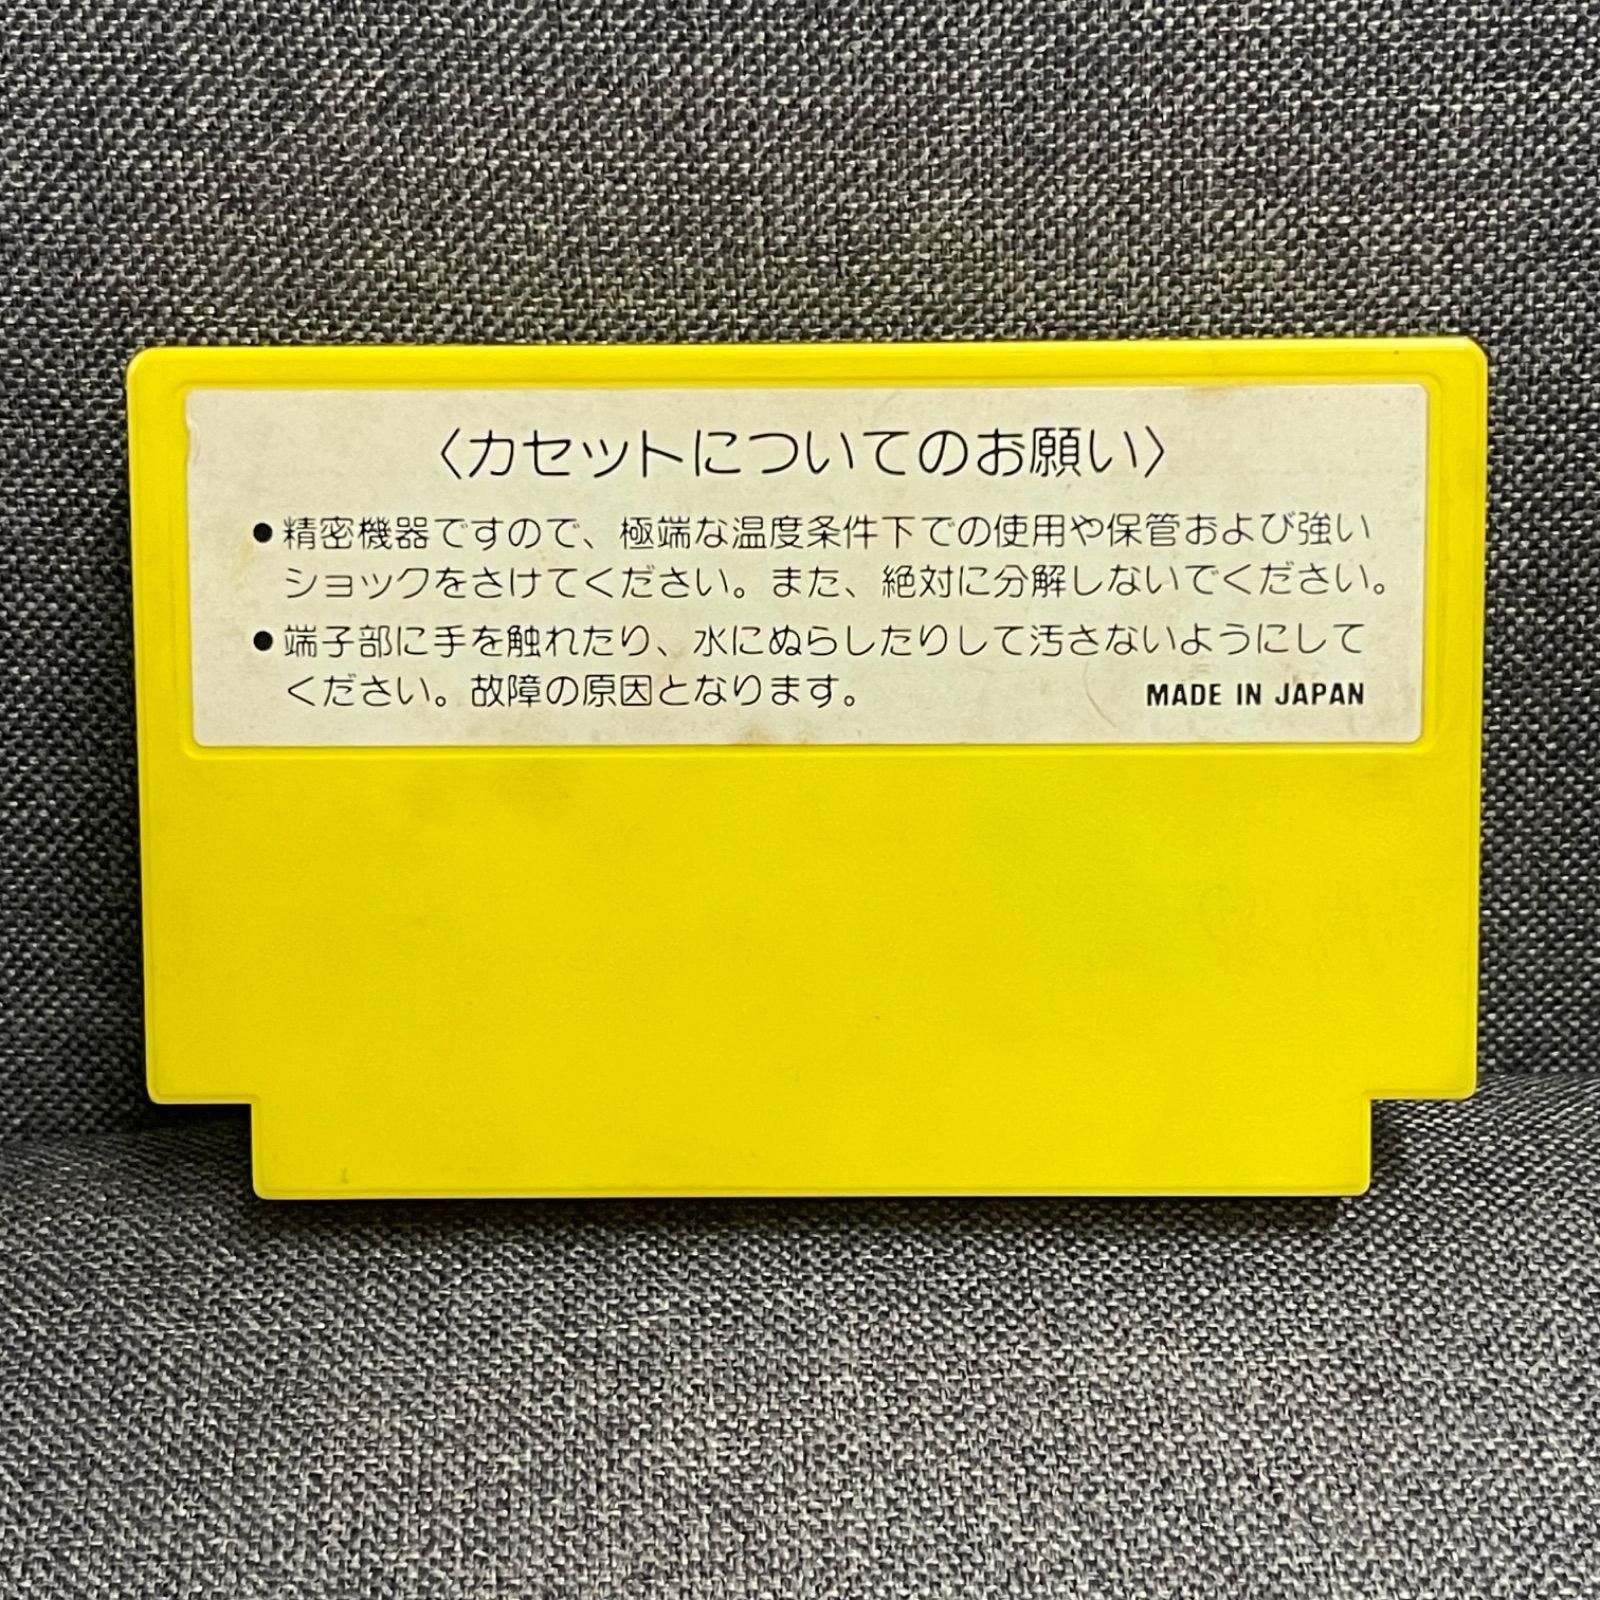 〈カセットについてのお願い〉
●精密機器ですので、極端な温度条件下での使用や保管および強い
ショックをさけてください。また、絶対に分解しないでください。
●端子部に手を触れたり、水にぬらしたりして汚さないようにして
ください。故障の原因となります。 MADE IN JAPAN